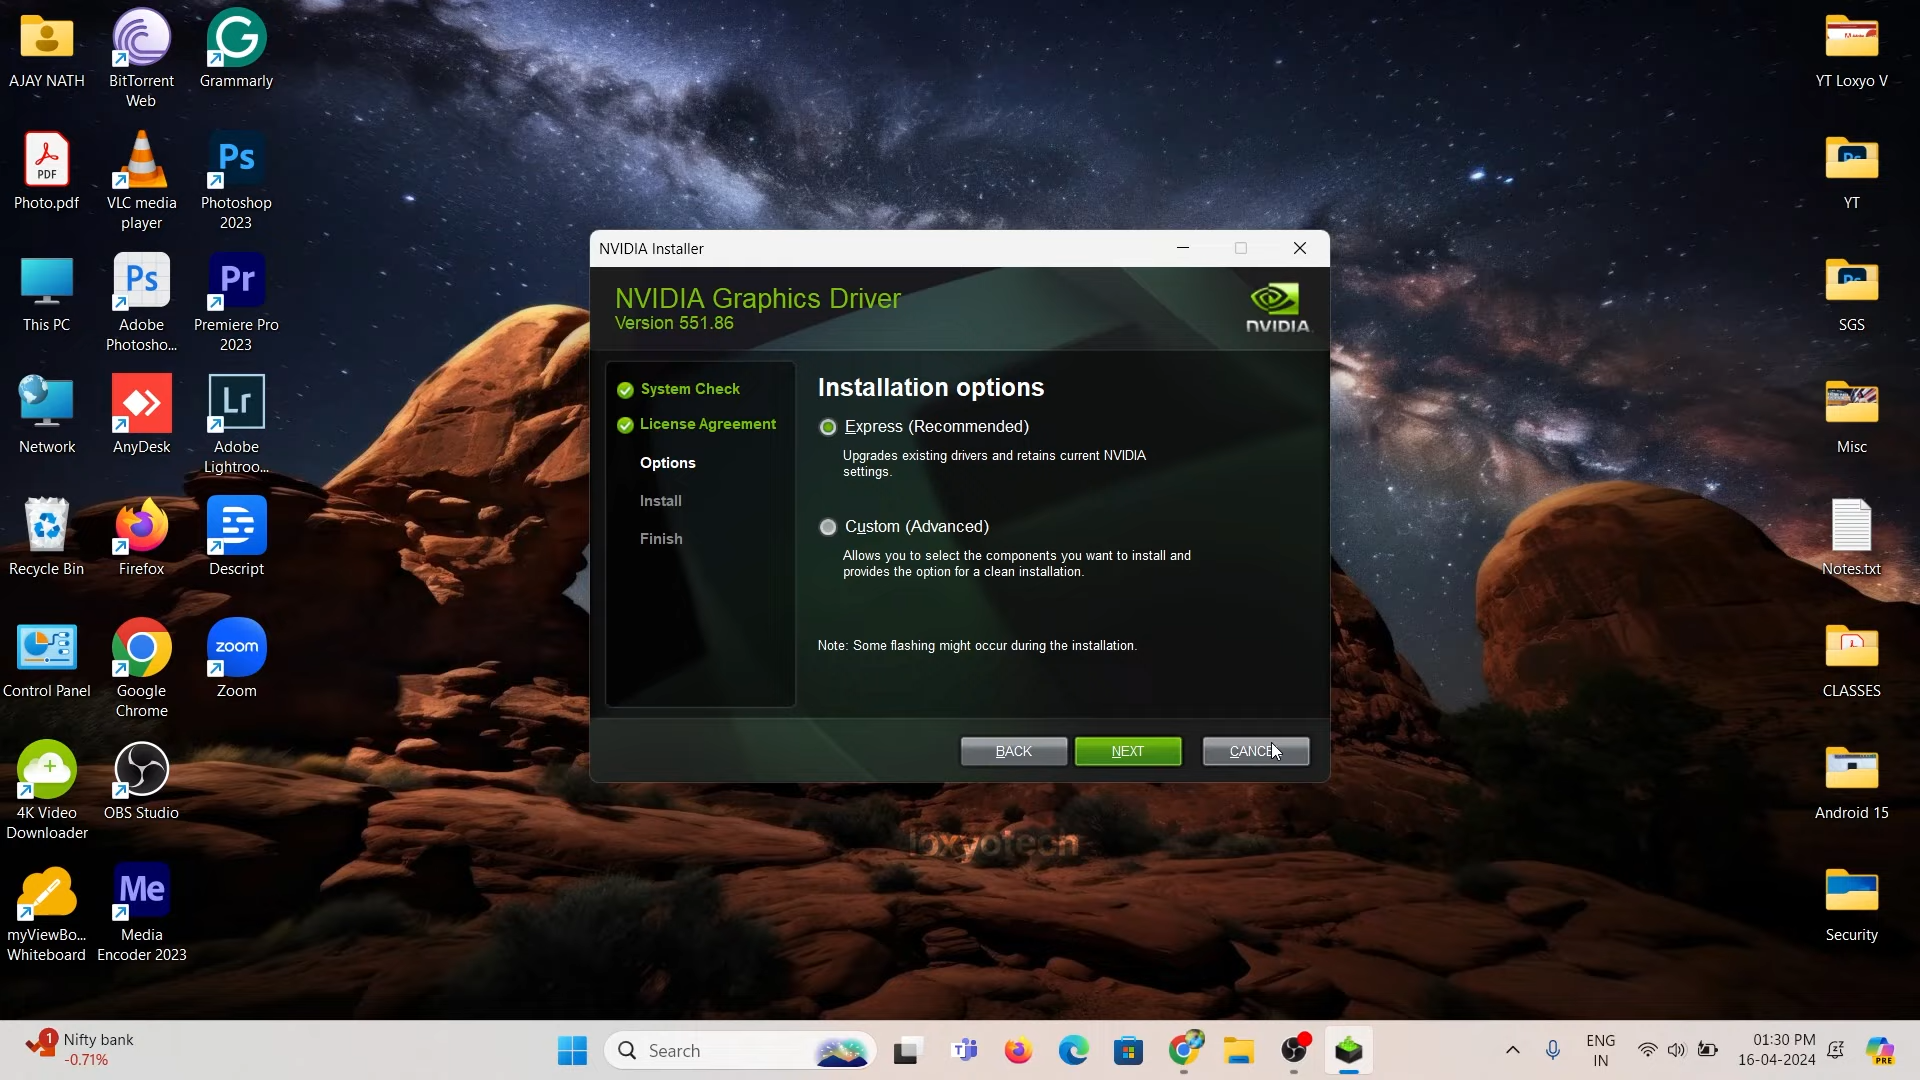 AJAY NATH
BitTorrent
Web
Grammarly
PDF
Photo.pdf
VLC media
player
Ps
Photoshop
2023
This PC
Ps
Adobe
Photosho...
Pr
Premiere Pro
2023
Network
AnyDesk
Lr
Adobe
Lightroo...
Recycle Bin
Firefox
Descript
Control Panel
Google
Chrome
zoom
Zoom
4K Video
Downloader
OBS Studio
myViewBo...
Whiteboard
Me
Media
Encoder 2023
NVIDIA Installer
NVIDIA Graphics Driver
Version 551.86
NVIDIA
System Check
License Agreement
Options
Install
Finish
Installation options
Express (Recommended)
Upgrades existing drivers and retains current NVIDIA
settings.
Custom (Advanced)
Allows you to select the components you want to install and
provides the option for a clean installation.
Note: Some flashing might occur during the installation.
BACK
NEXT
CANCEL
loxyotech
YT Loxyo V
YT
SGS
Misc
Notes.txt
CLASSES
Android 15
Security
1
Nifty bank
-0.71%
Search
ENG
IN
01:30 PM
16-04-2024
PRE